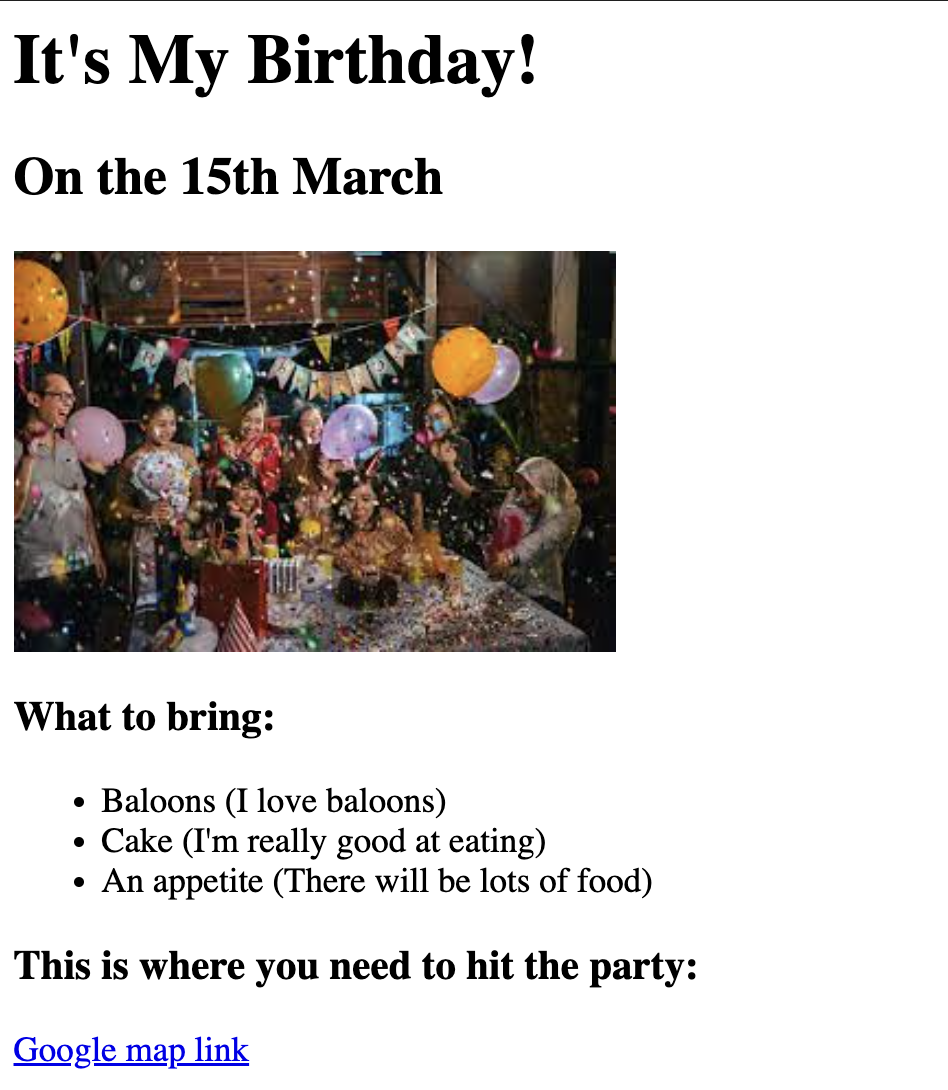 It's My Birthday!
On the 15th March
What to bring:
Baloons (I love baloons)
Cake (I'm really good at eating)
An appetite (There will be lots of food)
This is where you need to hit the party:
Google map link